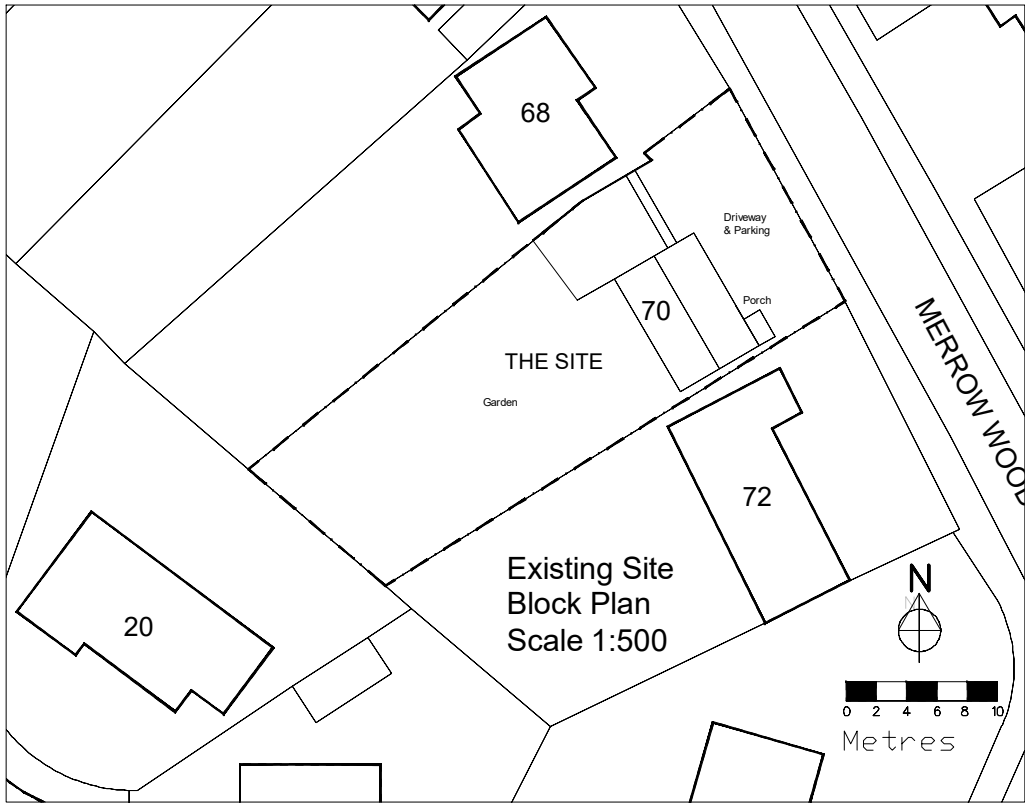 68
Driveway
& Parking
70
Porch
THE SITE
Garden
MERROW WOOD
72
Existing Site
Block Plan
Scale 1:500
20
N
N
0 2 4 6 8 10
Metres